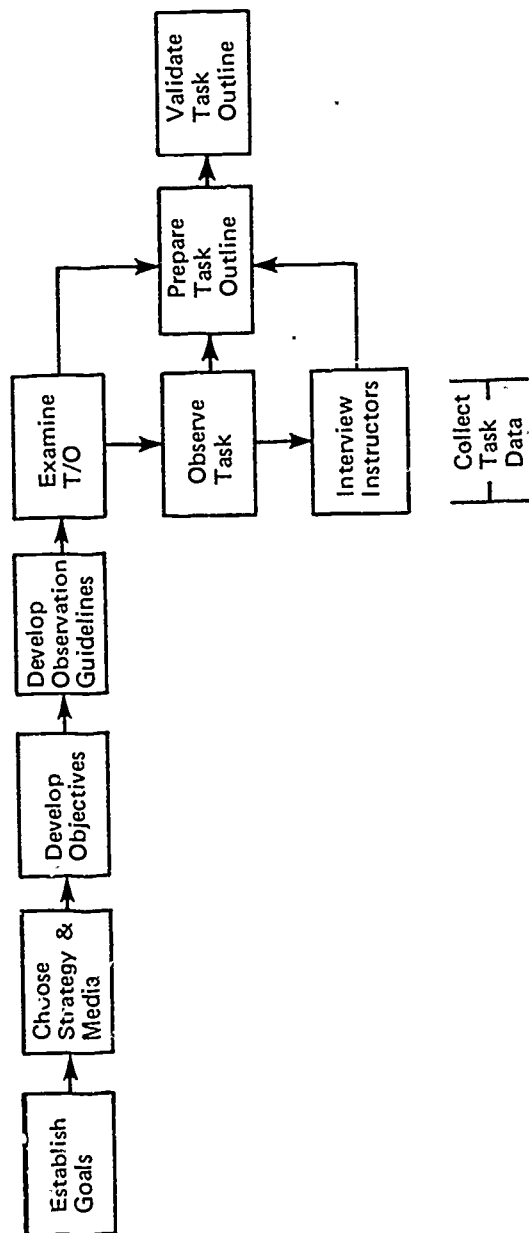 Establish
Goals
Choose
Strategy &
Media
Develop
Objectives
Develop
Observation
Guidelines
Examine
T/O
Observe
Task
Interview
Instructors
Prepare
Task
Outline
Validate
Task
Outline
Collect
Task
Data